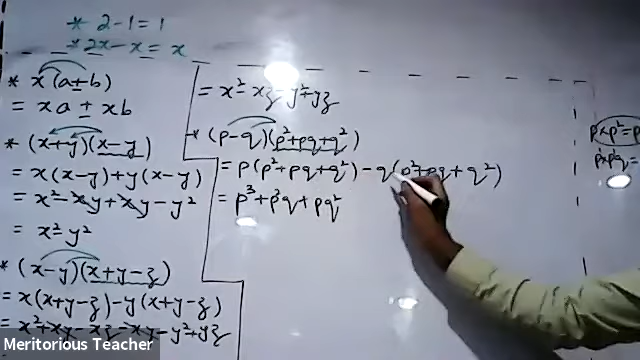 * 2-1=1
* 2x-x = x
* x(a±b)
= xa ± xb
* (x+y)(x-y)
= x(x-y)+y(x-y)
= x²-xy+xy-y²
= x²-y²
* (x-y)(x+y-z)
= x(x+y-z)-y(x+y-z)
= x²+xy-xz-xy-y²+yz
= x²-xz-y²+yz
* (p-q)(p²+pq+q²)
= p(p²+pq+q²)-q(p²+pq+q²)
= p³+p²q+pq²
p×p²=p
Meritorious Teacher